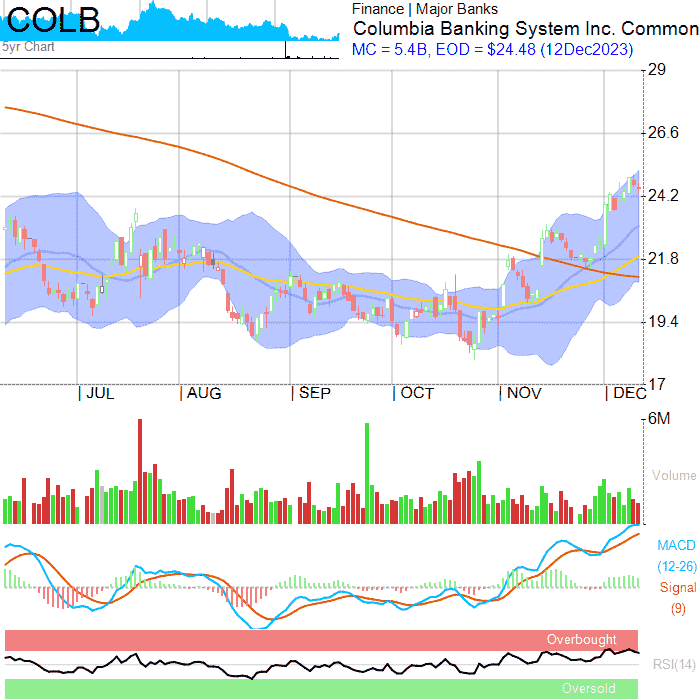 COLB
5yr Chart
Finance | Major Banks
Columbia Banking System Inc. Common
MC = 5.4B, EOD = $24.48 (12Dec2023)
29
26.6
24.2
21.8
19.4
17
| JUL | AUG | SEP | OCT | NOV | DEC
6M
Volume
MACD
(12-26)
Signal
(9)
Overbought
RSI(14)
Oversold